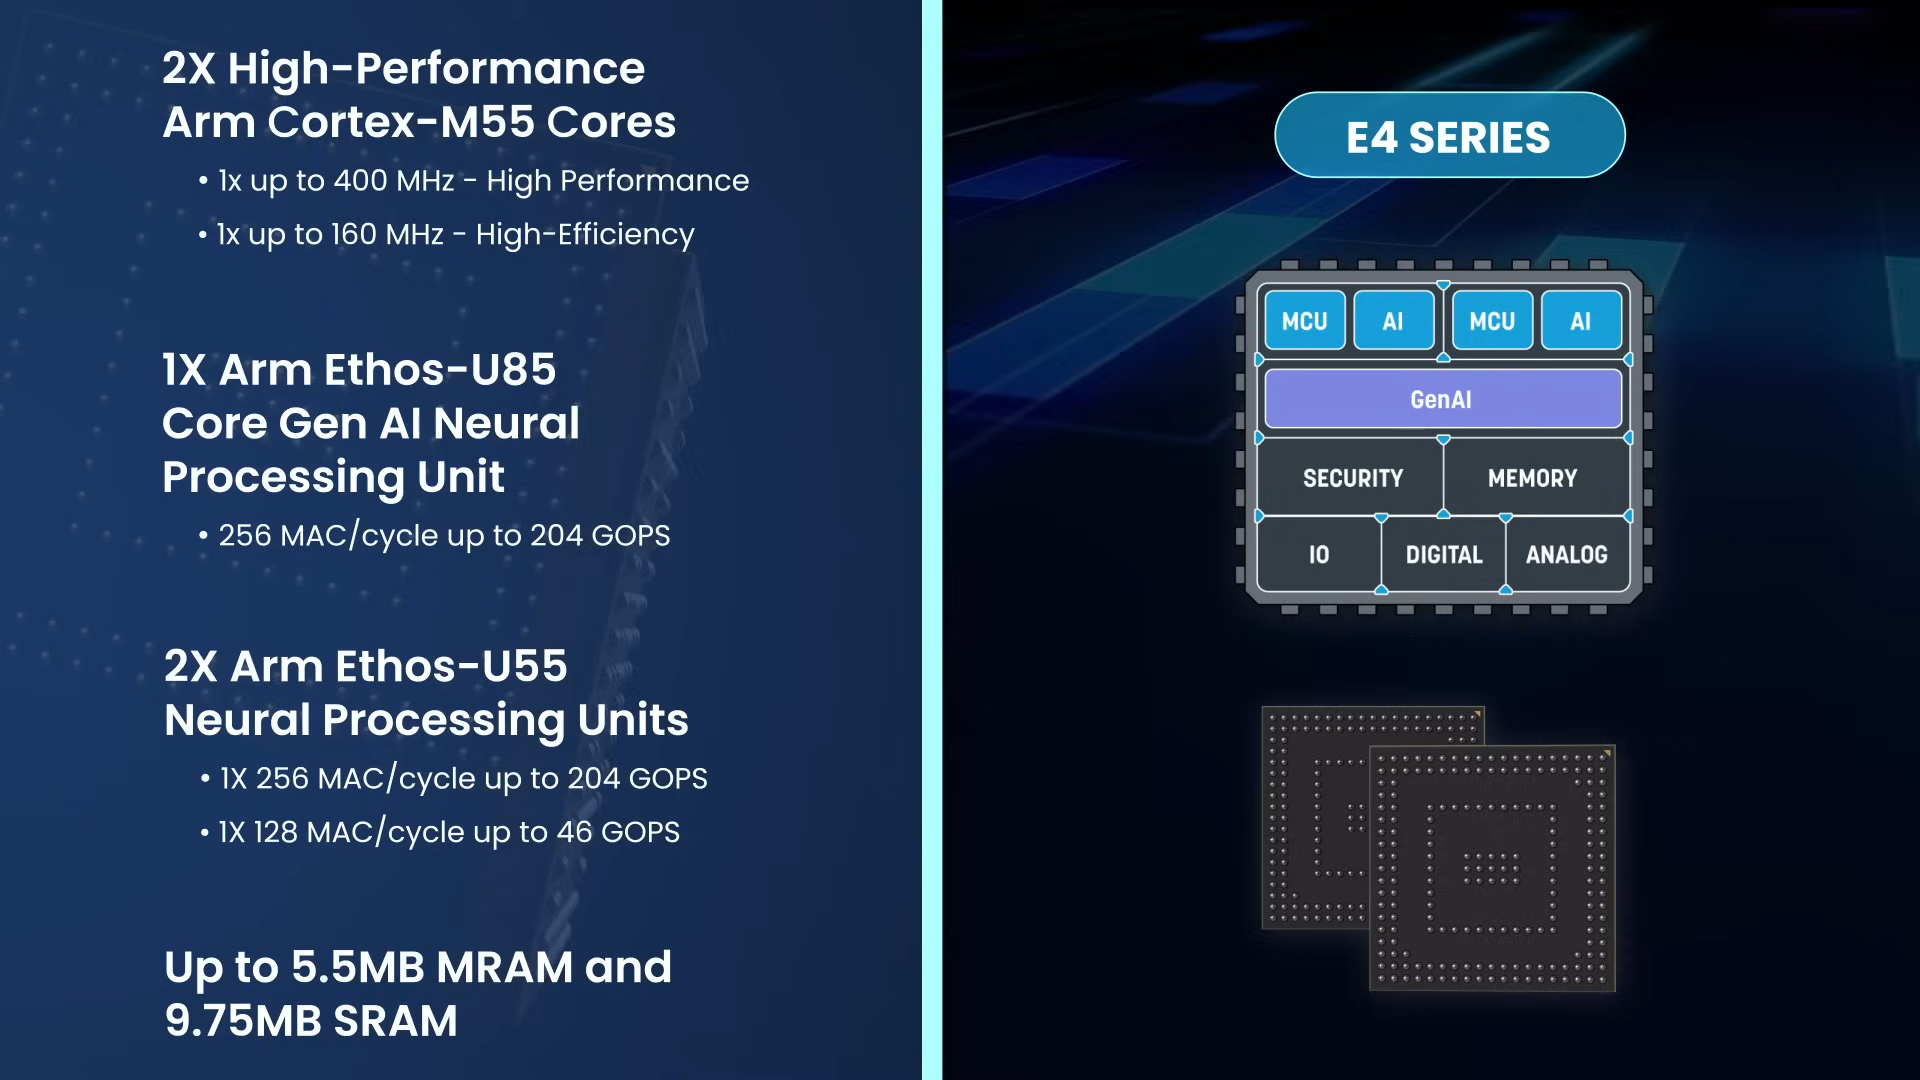 2X High-Performance
Arm Cortex-M55 Cores
• 1x up to 400 MHz - High Performance
• 1x up to 160 MHz - High-Efficiency
1X Arm Ethos-U85
Core Gen AI Neural
Processing Unit
• 256 MAC/cycle up to 204 GOPS
2X Arm Ethos-U55
Neural Processing Units
• 1X 256 MAC/cycle up to 204 GOPS
• 1X 128 MAC/cycle up to 46 GOPS
Up to 5.5MB MRAM and
9.75MB SRAM
E4 SERIES
MCU AI MCU AI
GenAI
SECURITY MEMORY
IO DIGITAL ANALOG